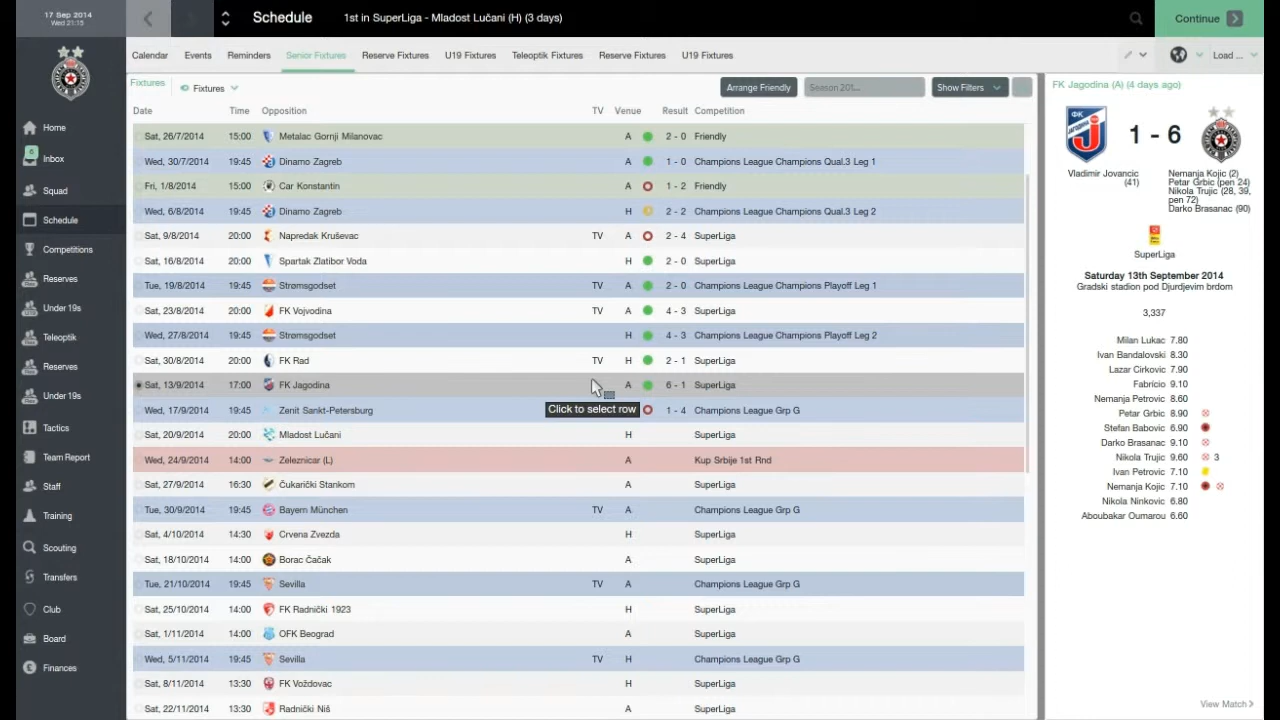 17 Sep 2014
Wed 21:15
Schedule
1st in SuperLiga - Mladost Lučani (H) (3 days)
Continue
Calendar Events Reminders Senior Fixtures Reserve Fixtures U19 Fixtures Teleoptik Fixtures Reserve Fixtures U19 Fixtures
Load ...
Home
6
Inbox
Squad
Schedule
Competitions
Reserves
Under 19s
Teleoptik
Reserves
Under 19s
Tactics
Team Report
Staff
Training
Scouting
Transfers
Club
Board
Finances
Fixtures
Fixtures
Arrange Friendly
Season 201...
Show Filters
Date Time Opposition TV Venue Result Competition
Sat, 26/7/2014 15:00 Metalac Gornji Milanovac A 2 - 0 Friendly
Wed, 30/7/2014 19:45 Dinamo Zagreb A 1 - 0 Champions League Champions Qual.3 Leg 1
Fri, 1/8/2014 15:00 Car Konstantin A 1 - 2 Friendly
Wed, 6/8/2014 19:45 Dinamo Zagreb H 2 - 2 Champions League Champions Qual.3 Leg 2
Sat, 9/8/2014 20:00 Napredak Kruševac TV A 2 - 4 SuperLiga
Sat, 16/8/2014 20:00 Spartak Zlatibor Voda H 2 - 0 SuperLiga
Tue, 19/8/2014 19:45 Strømsgodset TV A 2 - 0 Champions League Champions Playoff Leg 1
Sat, 23/8/2014 20:00 FK Vojvodina TV A 4 - 3 SuperLiga
Wed, 27/8/2014 19:45 Strømsgodset H 4 - 3 Champions League Champions Playoff Leg 2
Sat, 30/8/2014 20:00 FK Rad TV H 2 - 1 SuperLiga
Sat, 13/9/2014 17:00 FK Jagodina A 6 - 1 SuperLiga
Wed, 17/9/2014 19:45 Zenit Sankt-Petersburg 1 - 4 Champions League Grp G
Click to select row
Sat, 20/9/2014 20:00 Mladost Lučani H SuperLiga
Wed, 24/9/2014 14:00 Zeleznicar (L) A Kup Srbije 1st Rnd
Sat, 27/9/2014 16:30 Čukarički Stankom A SuperLiga
Tue, 30/9/2014 19:45 Bayern München TV A Champions League Grp G
Sat, 4/10/2014 14:30 Crvena Zvezda H SuperLiga
Sat, 18/10/2014 14:00 Borac Čačak A SuperLiga
Tue, 21/10/2014 19:45 Sevilla TV A Champions League Grp G
Sat, 25/10/2014 14:00 FK Radnički 1923 H SuperLiga
Sat, 1/11/2014 14:00 OFK Beograd A SuperLiga
Wed, 5/11/2014 19:45 Sevilla TV H Champions League Grp G
Sat, 8/11/2014 13:30 FK Voždovac H SuperLiga
Sat, 22/11/2014 13:30 Radnički Niš A SuperLiga
FK Jagodina (A) (4 days ago)
ФК
ЈАГОДИНА
J
1 - 6
Vladimir Jovancic
(41)
Nemanja Kojic (2)
Petar Grbic (pen 24)
Nikola Trujic (28, 39,
pen 72)
Darko Brasanac (90)
SuperLiga
Saturday 13th September 2014
Gradski stadion pod Djurdjevim brdom
3,337
Milan Lukac 7.80
Ivan Bandalovski 8.30
Lazar Cirkovic 7.90
Fabrício 9.10
Nemanja Petrovic 8.60
Petar Grbic 8.90
Stefan Babovic 6.90
Darko Brasanac 9.10
Nikola Trujic 9.60 3
Ivan Petrovic 7.10
Nemanja Kojic 7.10
Nikola Ninkovic 6.80
Aboubakar Oumarou 6.60
View Match